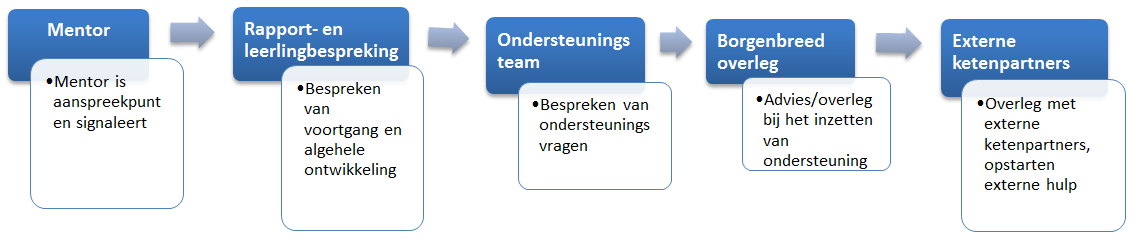 Mentor
•Mentor is
aanspreekpunt
en signaleert
Rapport- en
leerlingbespreking
•Bespreken
van
voortgang en
algehele
ontwikkeling
Ondersteunings
team
•Bespreken van
ondersteunings
vragen
Borgenbreed
overleg
•Advies/overleg
bij het inzetten
van
ondersteuning
Externe
ketenpartners
•Overleg met
externe
ketenpartners,
opstarten
externe hulp